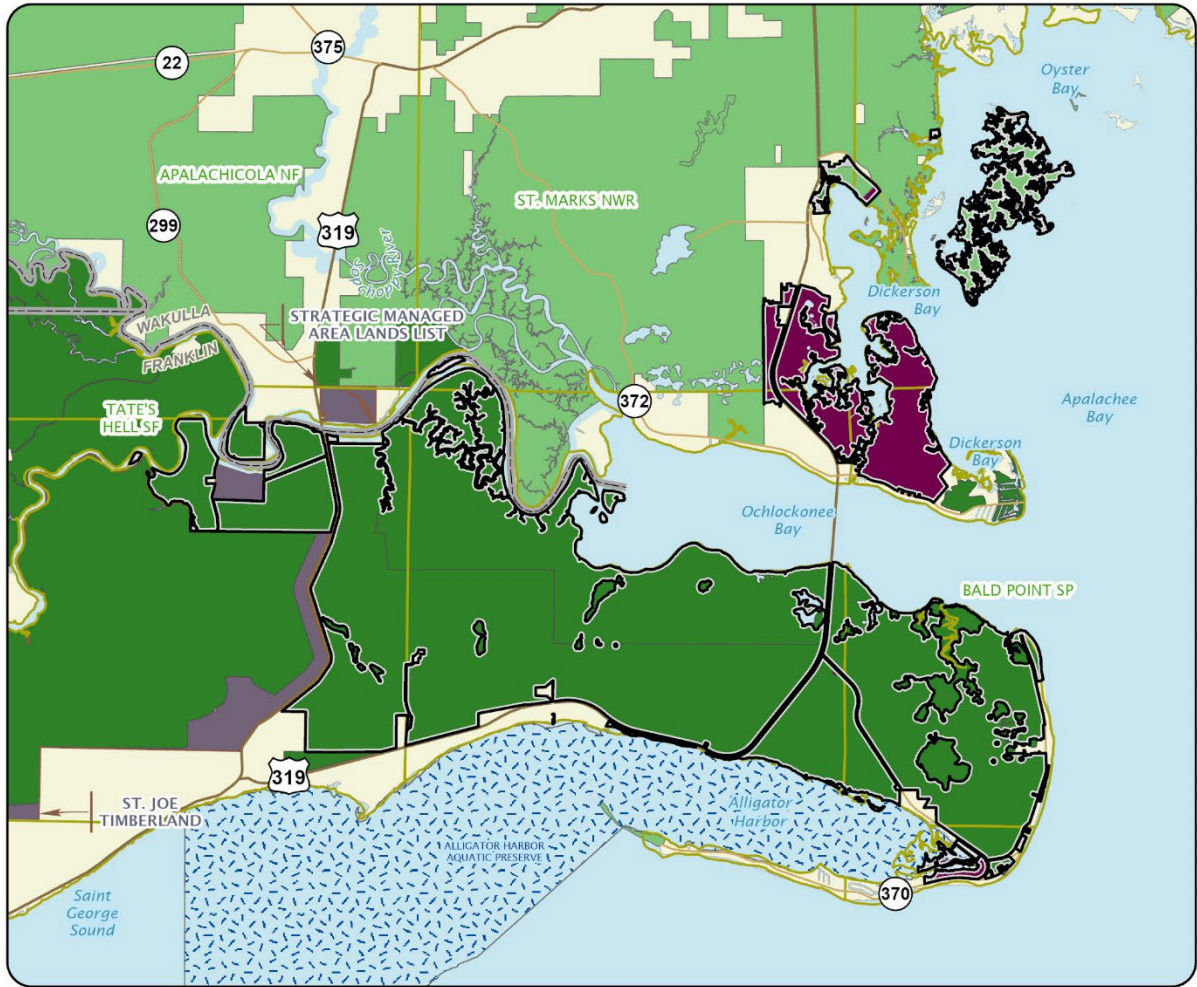 Oyster
Bay
375
22
APALACHICOLA NF
ST. MARKS NWR
299
319
Sopchoppy River
Dickerson
Bay
STRATEGIC MANAGED
AREA LANDS LIST
WAKULLA
FRANKLIN
372
Apalachee
Bay
TATE'S
HELL SF
Dickerson
Bay
Ochlockonee
Bay
BALD POINT SP
319
ST. JOE
TIMBERLAND
Alligator
Harbor
ALLIGATOR HARBOR
AQUATIC PRESERVE
370
Saint
George
Sound